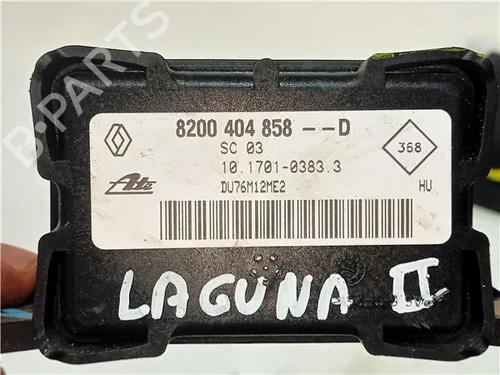 B-PARTS
8200 404 858 --D
SC 03
368
10.1701-0383.3
Ate
DU76M12ME2
HU
LAGUNA II